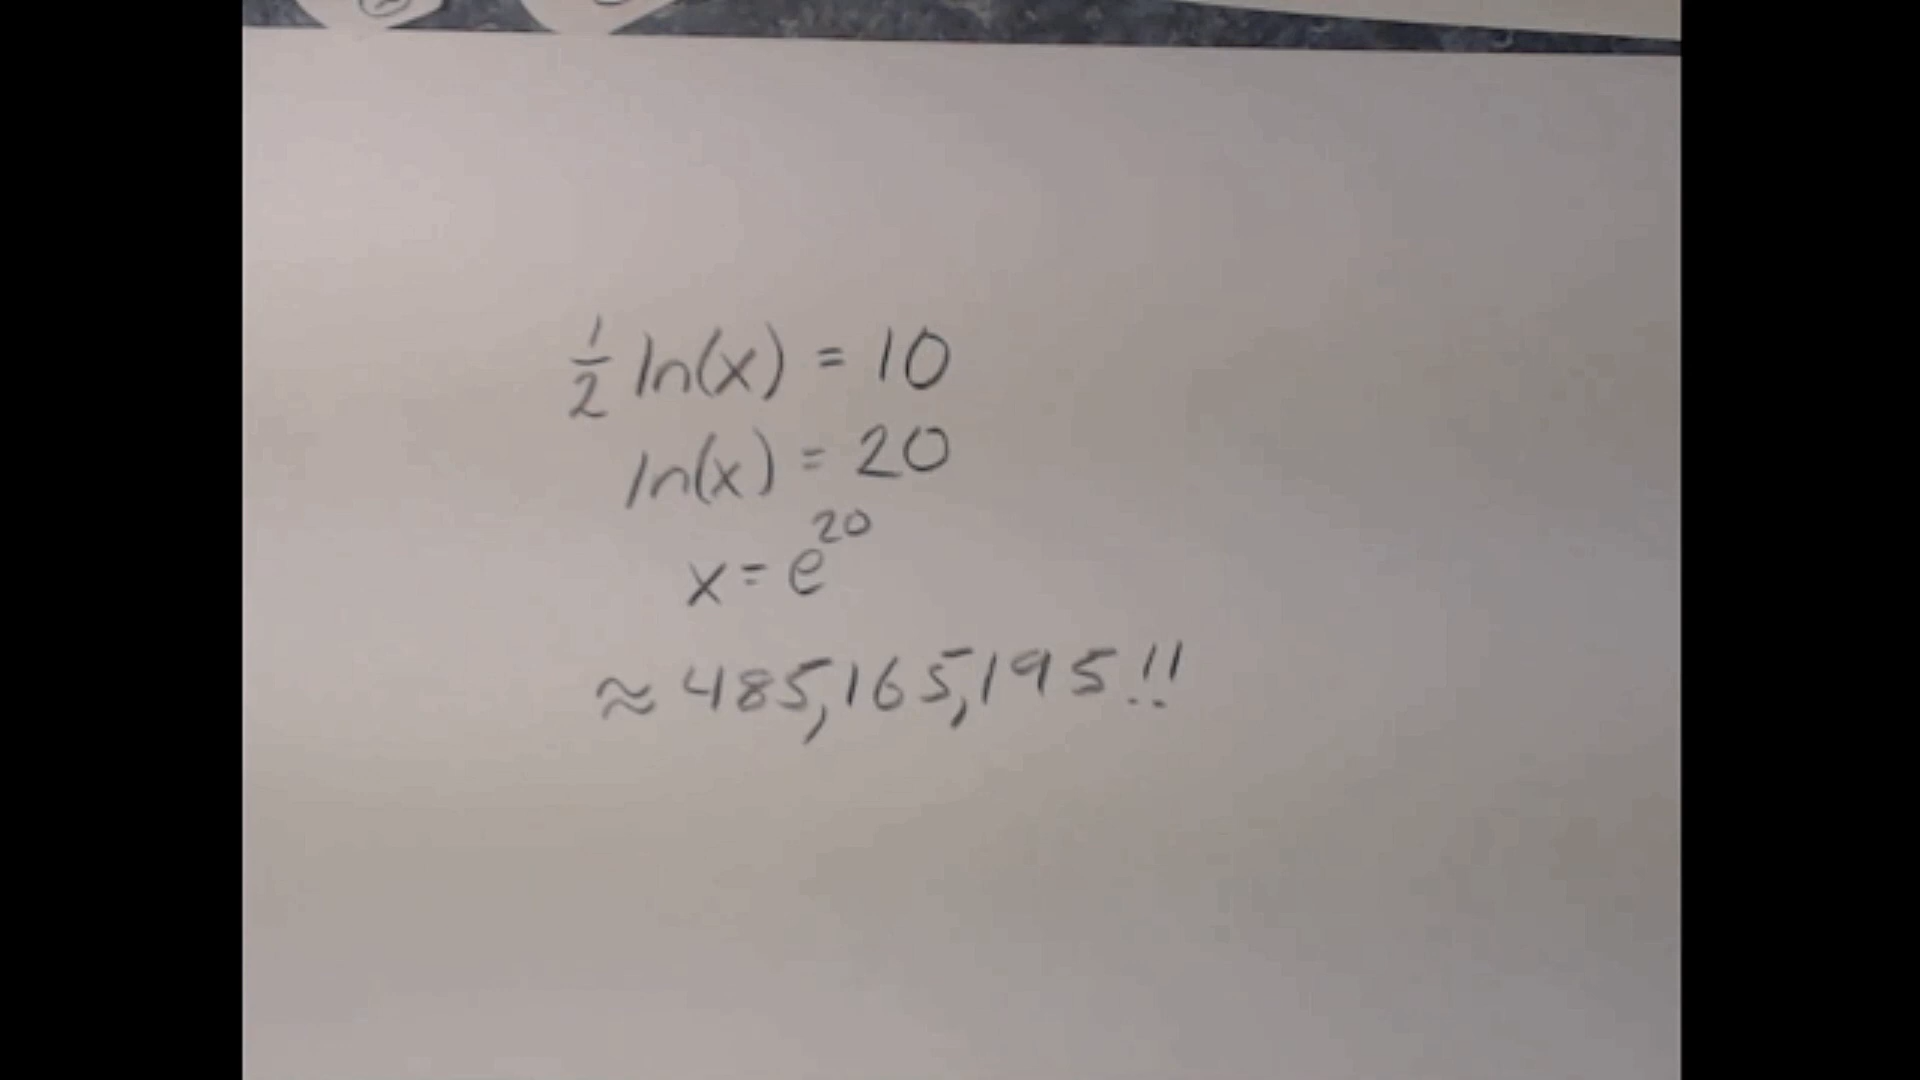 1/2 ln(x) = 10
ln(x) = 20
x = e^20
≈ 485,165,195!!